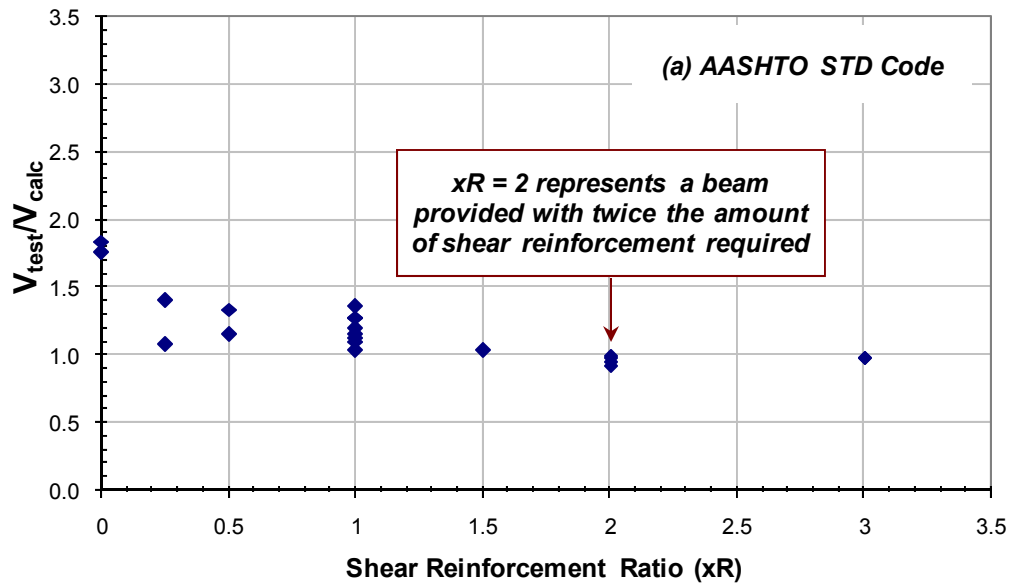 3.5
(a) AASHTO STD Code
3.0
2.5
xR = 2 represents a beam
provided with twice the amount
of shear reinforcement required
2.0
1.5
1.0
0.5
0.0
Vtest/Vcalc
0 0.5 1 1.5 2 2.5 3 3.5
Shear Reinforcement Ratio (xR)